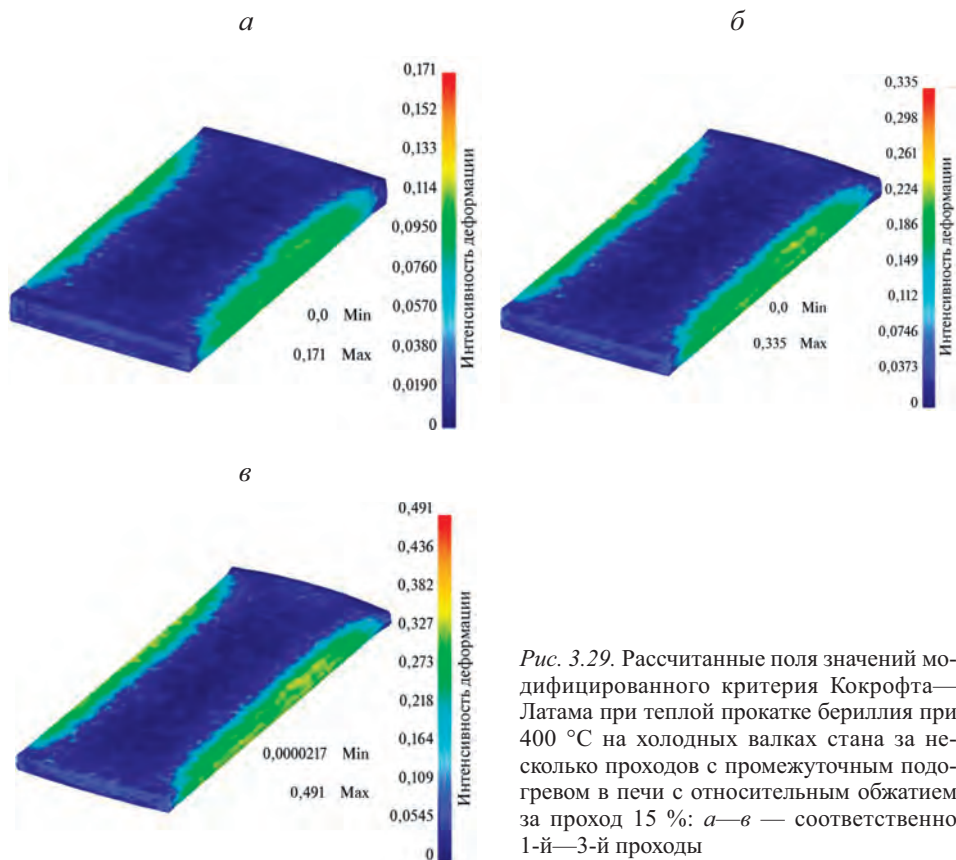 а
0,171
0,152
0,133
0,114
0,0950
0,0760
0,0570
0,0380
0,0190
0
Интенсивность деформации
0,0 Min
0,171 Max
б
0,335
0,298
0,261
0,224
0,186
0,149
0,112
0,0746
0,0373
0
Интенсивность деформации
0,0 Min
0,335 Max
в
0,491
0,436
0,382
0,327
0,273
0,218
0,164
0,109
0,0545
0
Интенсивность деформации
0,0000217 Min
0,491 Max
Рис. 3.29. Рассчитанные поля значений мо-
дифицированного критерия Кокрофта—
Латама при теплой прокатке бериллия при
400 °С на холодных валках стана за не-
сколько проходов с промежуточным подо-
гревом в печи с относительным обжатием
за проход 15 %: а—в — соответственно
1-й—3-й проходы